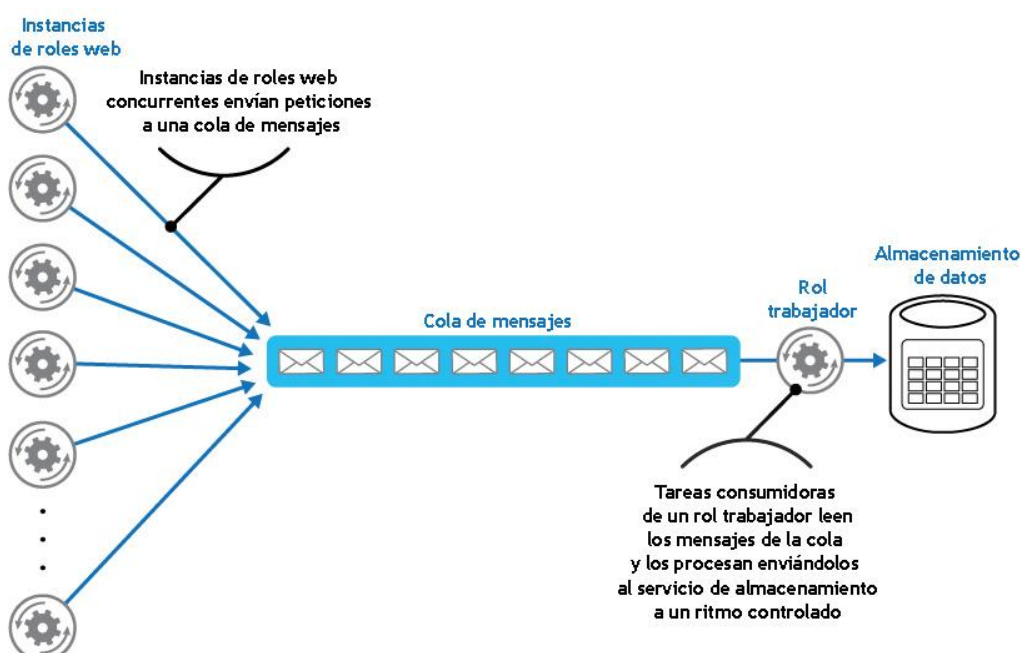 Instancias
de roles web
Instancias de roles web
concurrentes envían peticiones
a una cola de mensajes
Almacenamiento
de datos
Rol
trabajador
Cola de mensajes
Tareas consumidoras
de un rol trabajador leen
los mensajes de la cola
y los procesan enviándolos
al servicio de almacenamiento
a un ritmo controlado